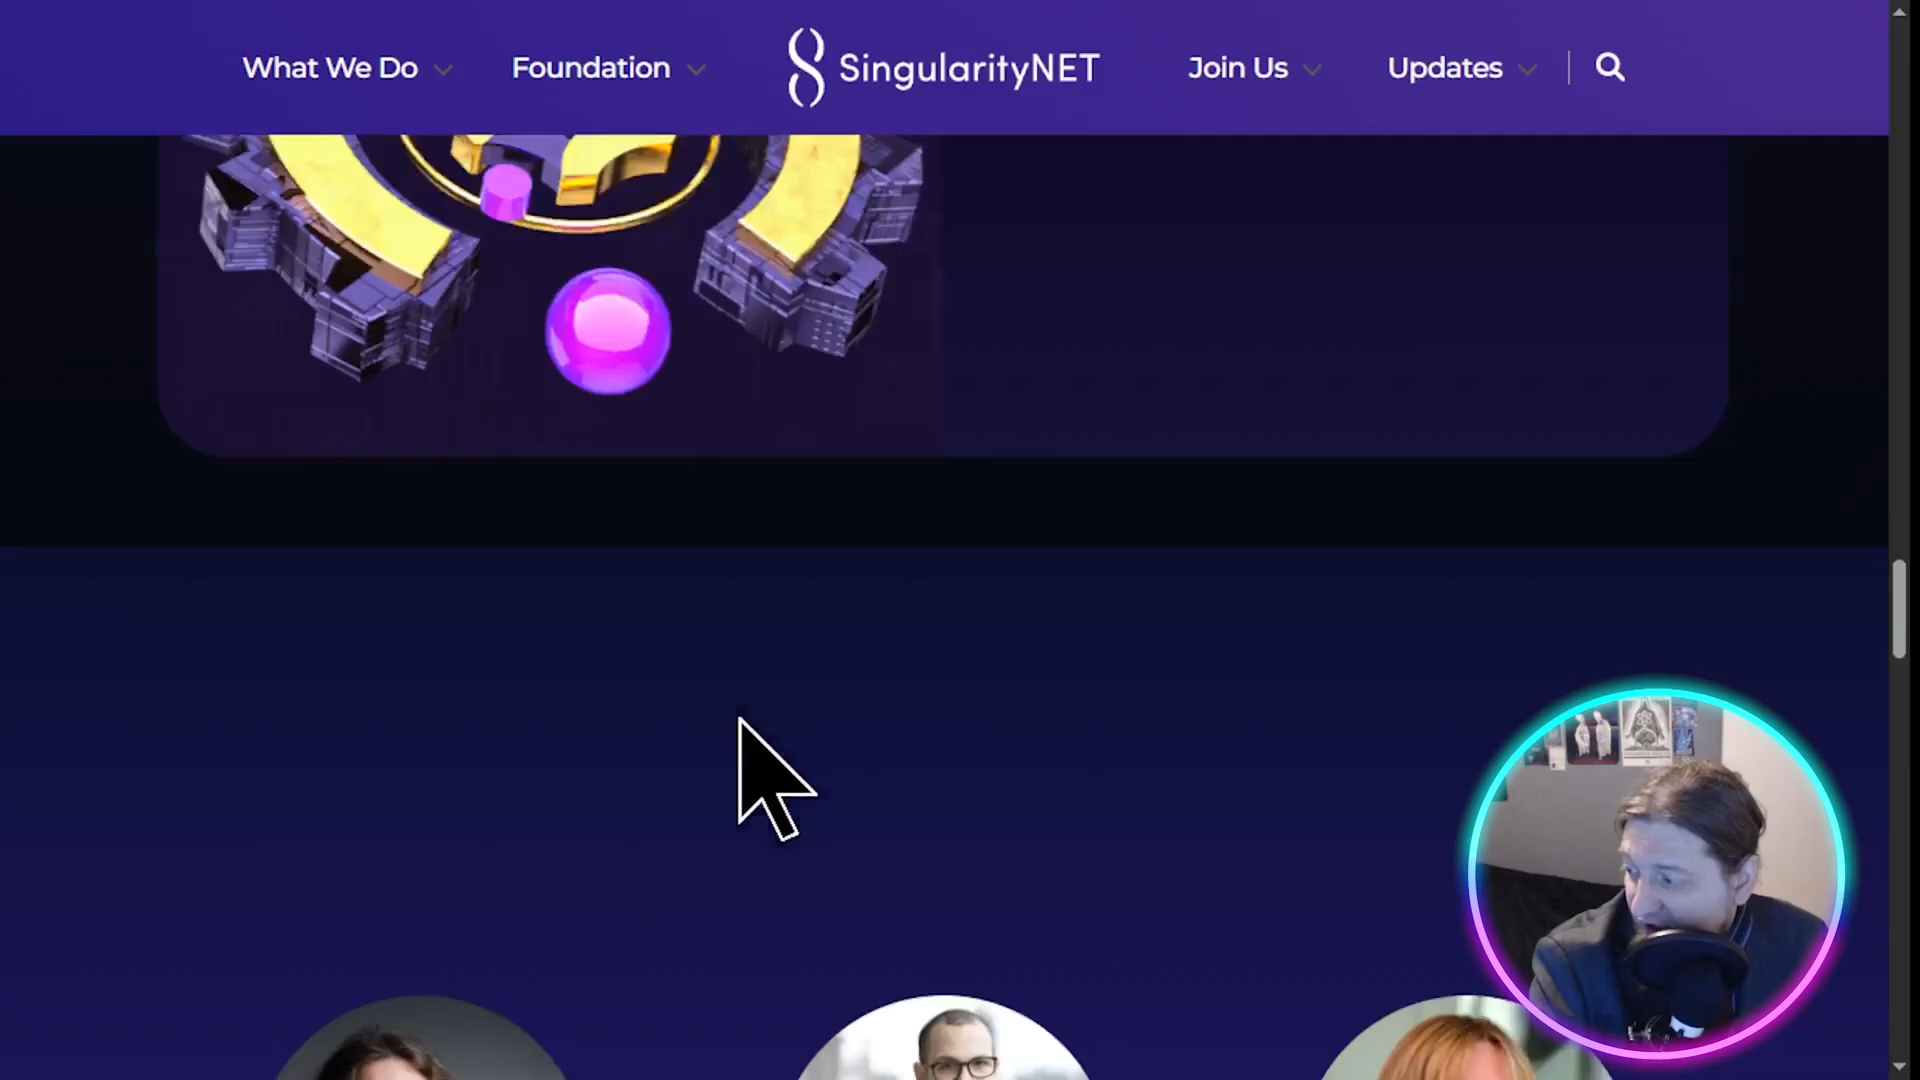 What We Do
Foundation
SingularityNET
Join Us
Updates